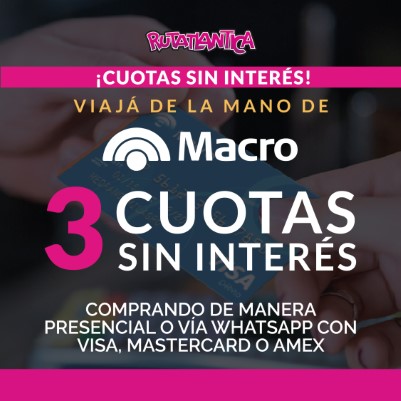 RUTATLANTICA
¡CUOTAS SIN INTERÉS!
VIAJÁ DE LA MANO DE
Macro
3 CUOTAS
SIN INTERÉS
VISA
COMPRANDO DE MANERA
PRESENCIAL O VÍA WHATSAPP CON
VISA, MASTERCARD O AMEX